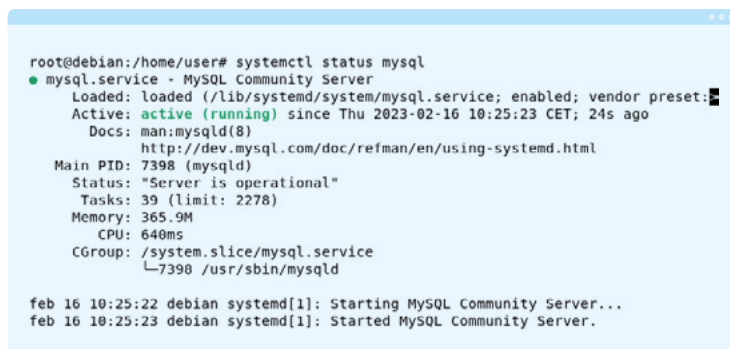 root@debian:/home/user# systemctl status mysql
● mysql.service - MySQL Community Server
Loaded: loaded (/lib/systemd/system/mysql.service; enabled; vendor preset:>
Active: active (running) since Thu 2023-02-16 10:25:23 CET; 24s ago
Docs: man:mysqld(8)
http://dev.mysql.com/doc/refman/en/using-systemd.html
Main PID: 7398 (mysqld)
Status: "Server is operational"
Tasks: 39 (limit: 2278)
Memory: 365.9M
CPU: 640ms
CGroup: /system.slice/mysql.service
└─7398 /usr/sbin/mysqld
feb 16 10:25:22 debian systemd[1]: Starting MySQL Community Server...
feb 16 10:25:23 debian systemd[1]: Started MySQL Community Server.